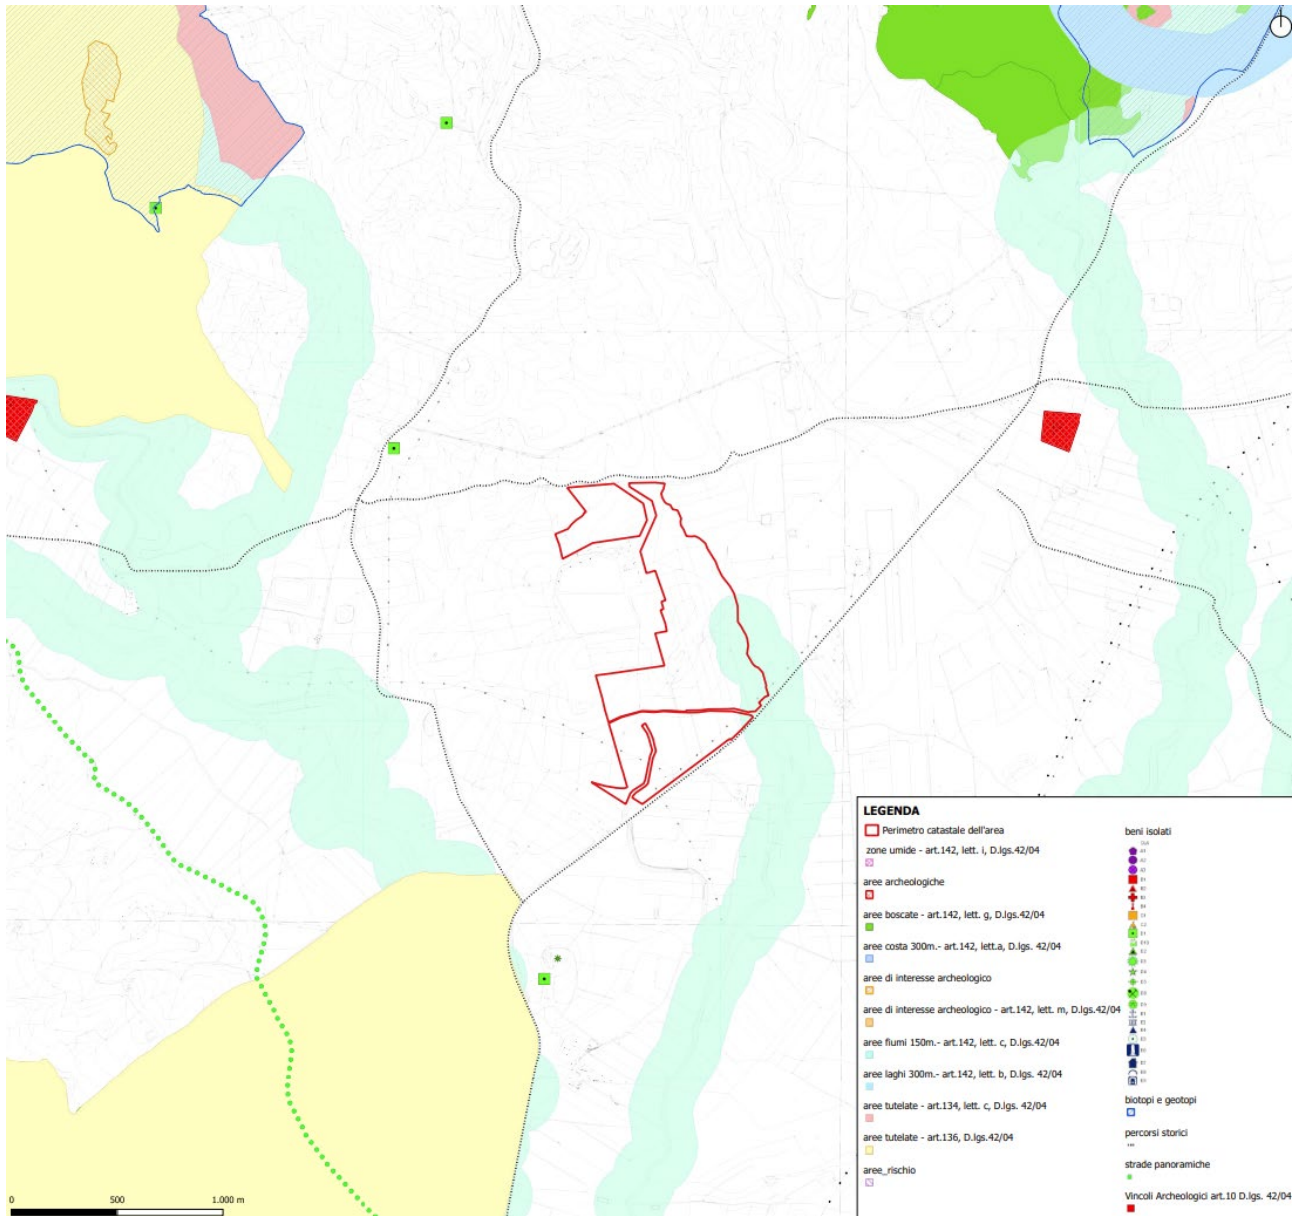 LEGENDA
Perimetro catastale dell'area
zone umide - art.142, lett. i, D.lgs.42/04
aree archeologiche
aree boscate - art.142, lett. g, D.lgs.42/04
aree costa 300m.- art.142, lett.a, D.lgs. 42/04
aree di interesse archeologico
aree di interesse archeologico - art.142, lett. m, D.lgs.42/04
aree fiumi 150m.- art.142, lett. c, D.lgs.42/04
aree laghi 300m.- art.142, lett. b, D.lgs. 42/04
aree tutelate - art.134, lett. c, D.lgs. 42/04
aree tutelate - art.136, D.lgs.42/04
aree_rischio
beni isolati
biotopi e geotopi
percorsi storici
strade panoramiche
Vincoli Archeologici art.10 D.lgs. 42/04
0 500 1.000 m